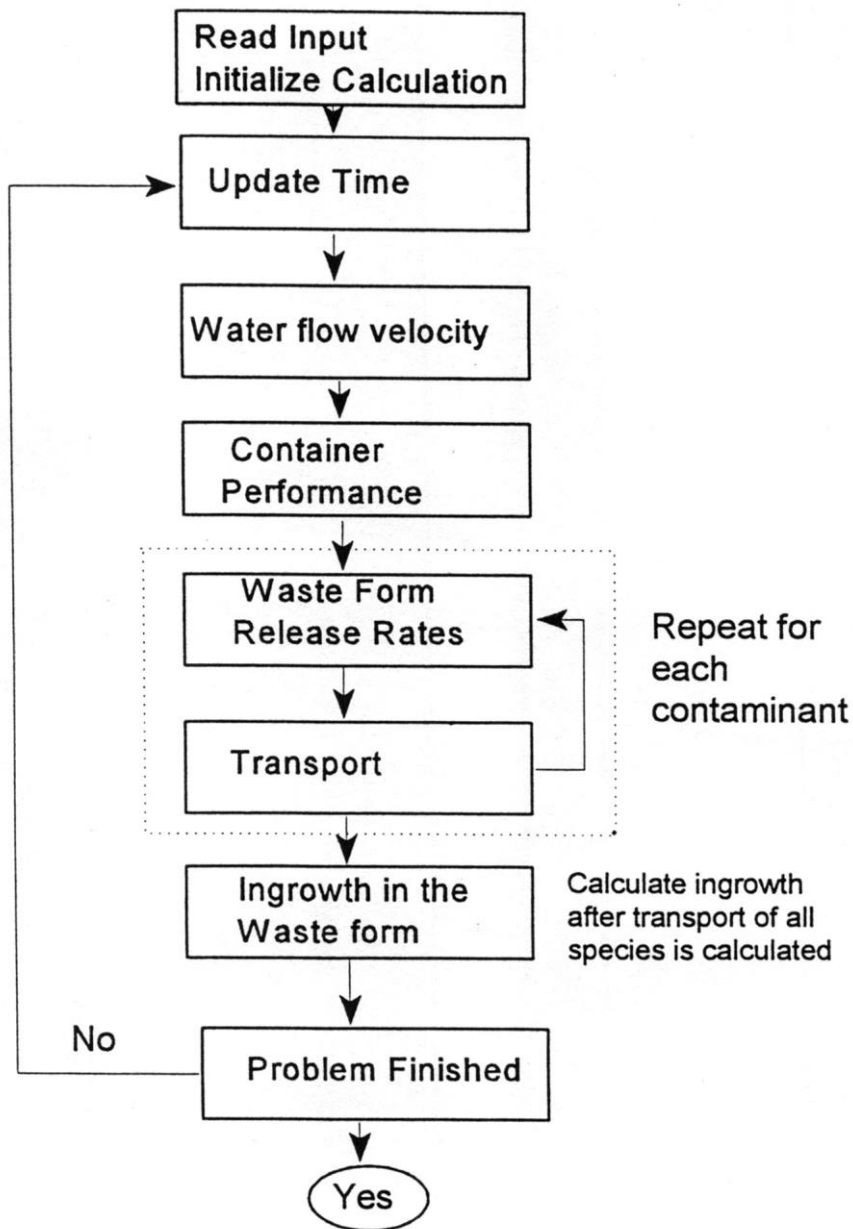 Read Input
Initialize Calculation
Update Time
Water flow velocity
Container
Performance
Waste Form
Release Rates
Repeat for
each
contaminant
Transport
Ingrowth in the
Waste form
Calculate ingrowth
after transport of all
species is calculated
No
Problem Finished
Yes